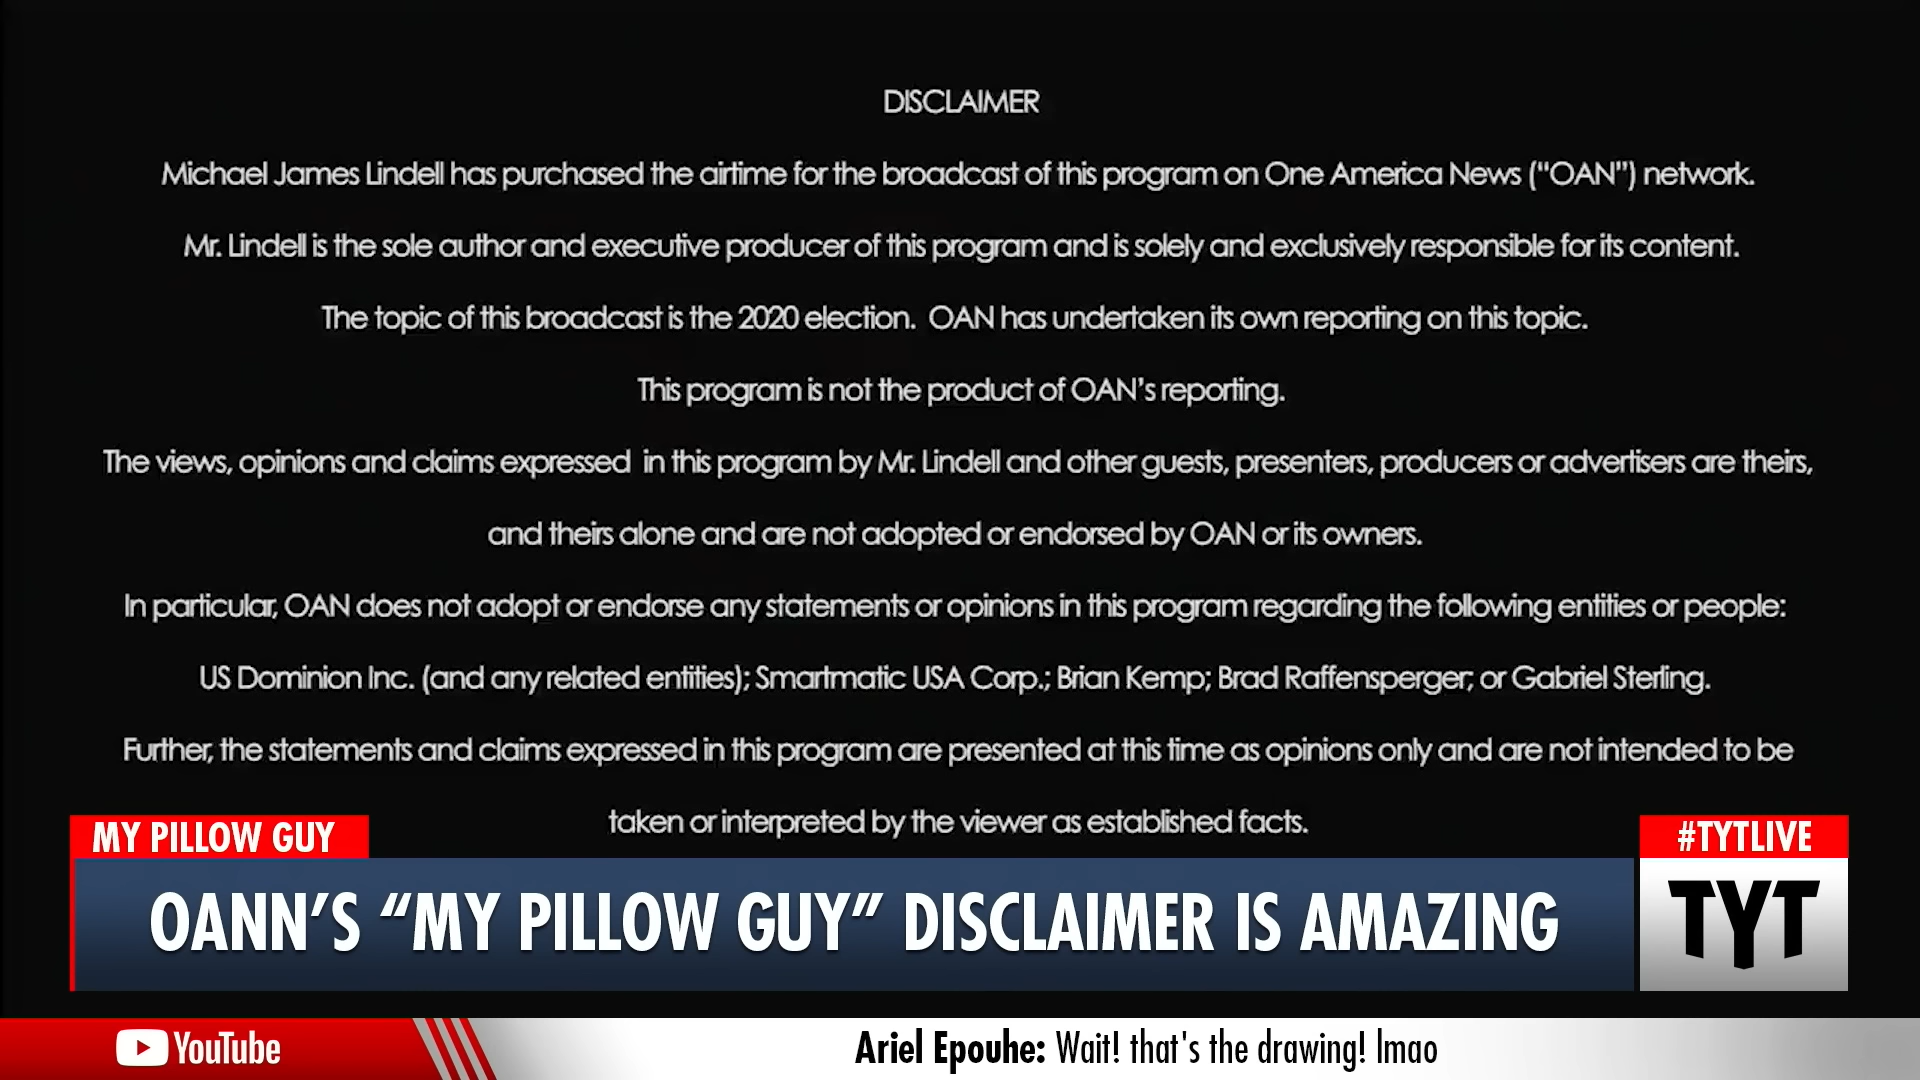 DISCLAIMER
Michael James Lindell has purchased the airtime for the broadcast of this program on One America News (“OAN”) network.
Mr. Lindell is the sole author and executive producer of this program and is solely and exclusively responsible for its content.
The topic of this broadcast is the 2020 election.  OAN has undertaken its own reporting on this topic.
This program is not the product of OAN’s reporting.
The views, opinions and claims expressed  in this program by Mr. Lindell and other guests, presenters, producers or advertisers are theirs,
and theirs alone and are not adopted or endorsed by OAN or its owners.
In particular, OAN does not adopt or endorse any statements or opinions in this program regarding the following entities or people:
US Dominion Inc. (and any related entities); Smartmatic USA Corp.; Brian Kemp; Brad Raffensperger; or Gabriel Sterling.
Further, the statements and claims expressed in this program are presented at this time as opinions only and are not intended to be
taken or interpreted by the viewer as established facts.
MY PILLOW GUY
#TYTLIVE
OANN’S “MY PILLOW GUY” DISCLAIMER IS AMAZING
TYT
YouTube
Ariel Epouhe: Wait! that's the drawing! lmao